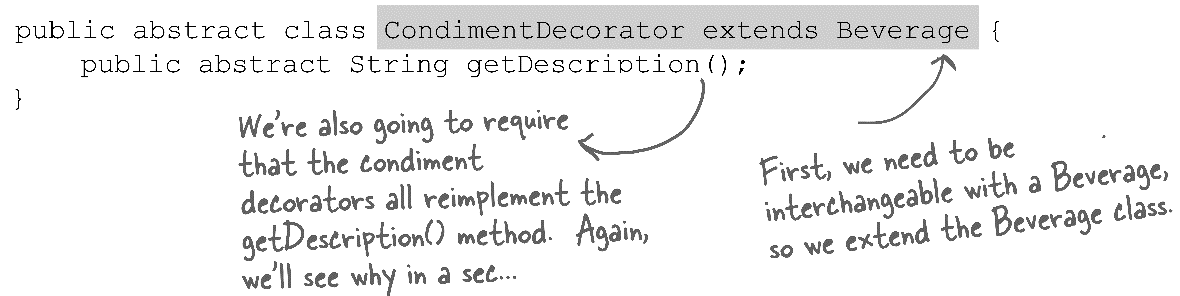 public abstract class CondimentDecorator extends Beverage {
    public abstract String getDescription();
}
We're also going to require
that the condiment
decorators all reimplement the
getDescription() method. Again,
we'll see why in a sec...
First, we need to be
interchangeable with a Beverage,
so we extend the Beverage class.